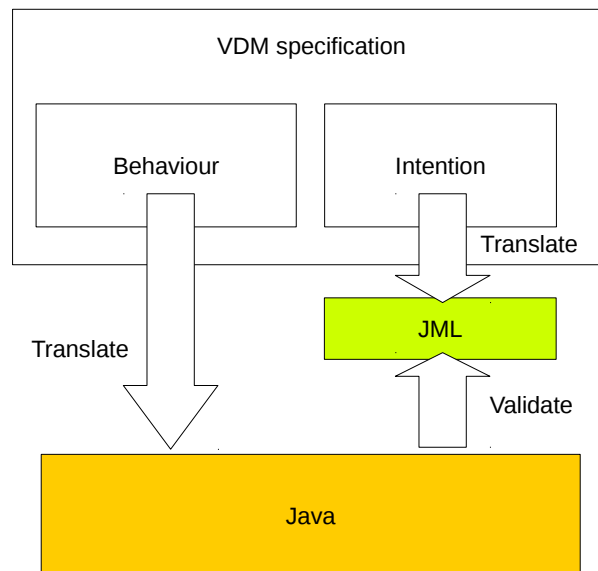 VDM specification
Behaviour
Intention
Translate
JML
Translate
Validate
Java